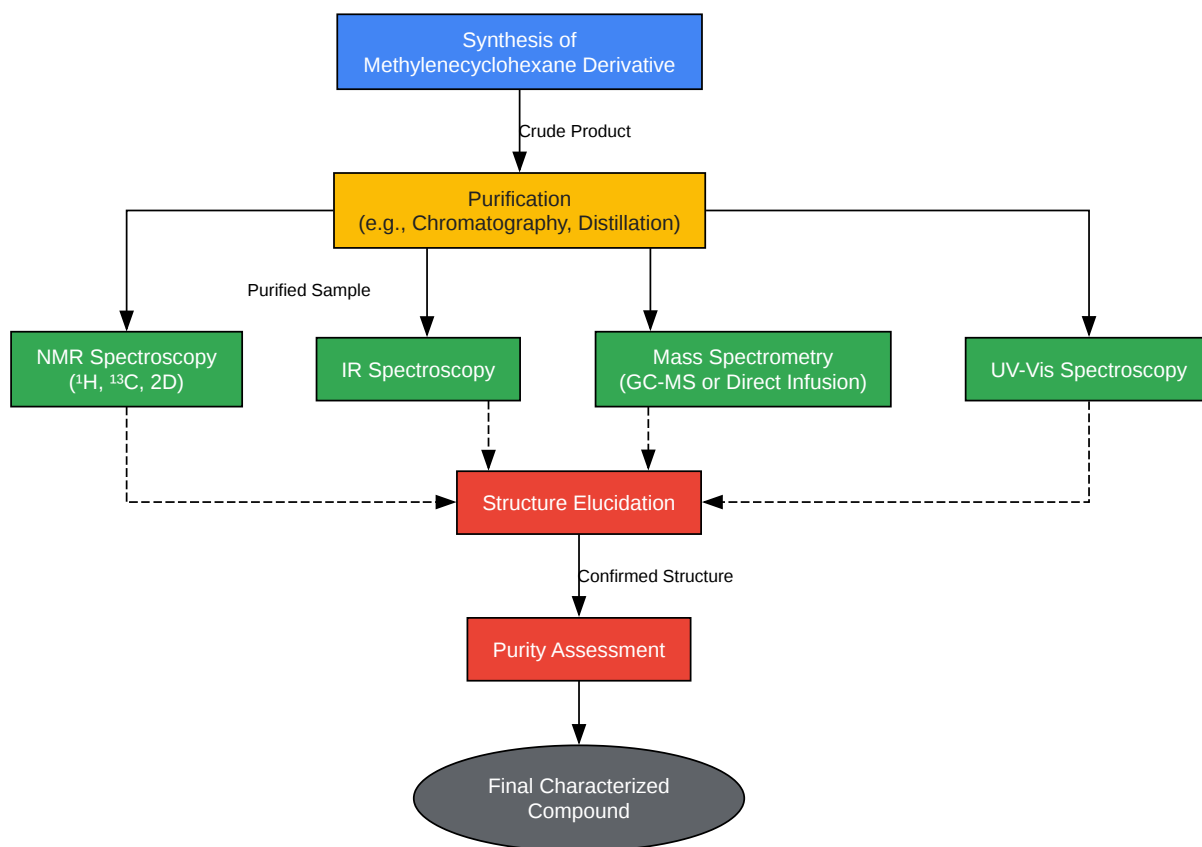 Synthesis of
Methylenecyclohexane Derivative
Crude Product
Purification
(e.g., Chromatography, Distillation)
Purified Sample
NMR Spectroscopy
(¹H, ¹³C, 2D)
IR Spectroscopy
Mass Spectrometry
(GC-MS or Direct Infusion)
UV-Vis Spectroscopy
Structure Elucidation
Confirmed Structure
Purity Assessment
Final Characterized
Compound